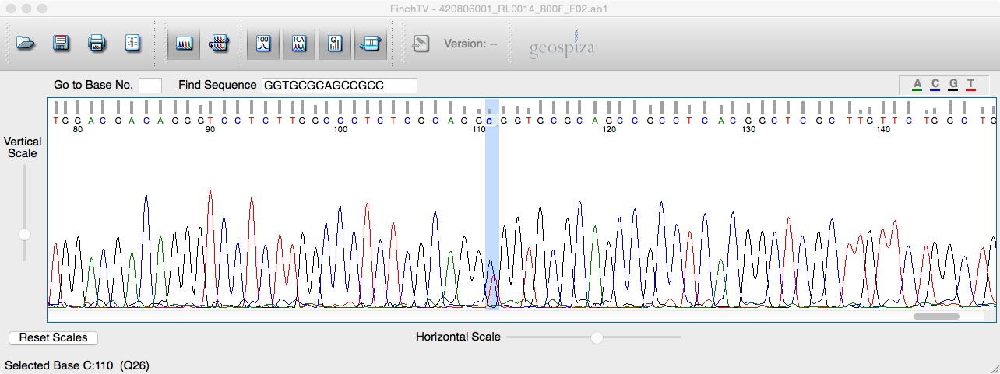 FinchTV - 420806001_RL0014_800F_F02.ab1
100 TCA Q Version: -- geospiza
Go to Base No. Find Sequence GGTGCGCAGCCGCC A C G T
T G G A C G A C A G G G T C C T C T T G G C C C T C T C G C A G G C G G T G C G C A G C C G C C T C A C G G C T C G C T T G T T C T G G C T G
80 90 100 110 120 130 140
Vertical
Scale
Reset Scales Horizontal Scale
Selected Base C:110 (Q26)